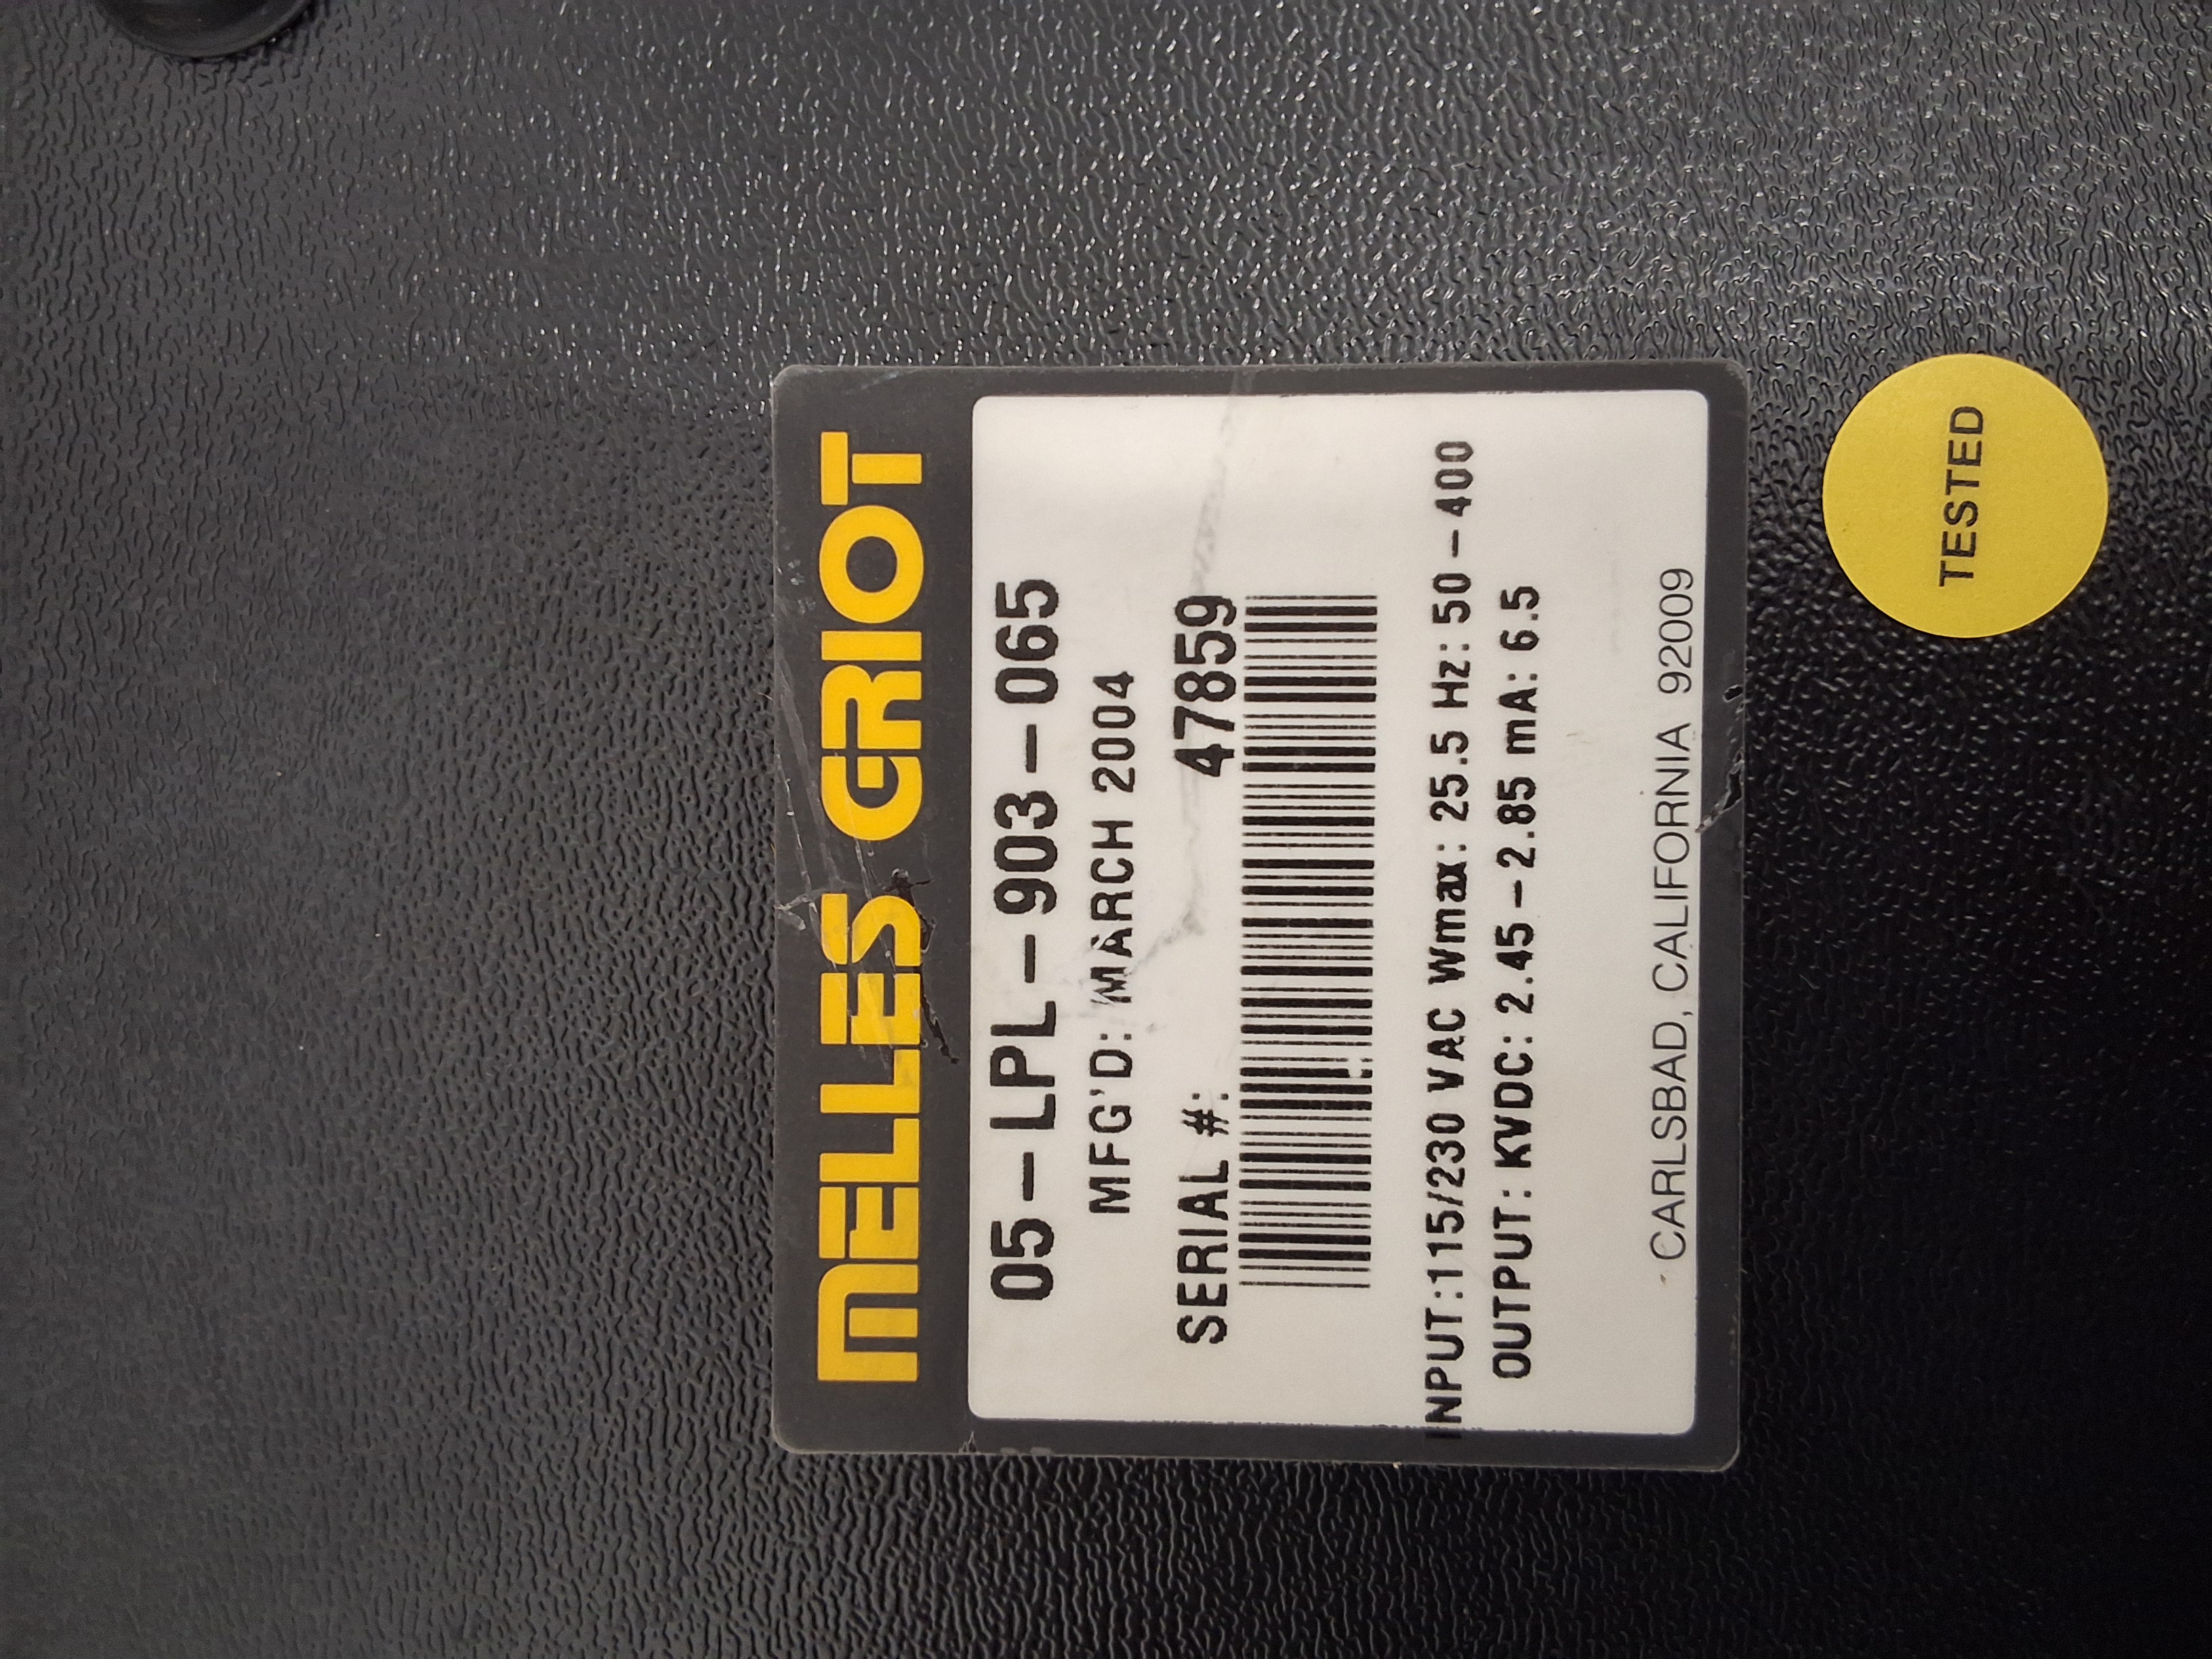 MELLES GRIOT
05-LPL-903-065
MFG'D: MARCH 2004
SERIAL #: 47859
INPUT:115/230 VAC Wmax: 25.5 Hz: 50-400
OUTPUT: KVDC: 2.45-2.85 mA: 6.5
CARLSBAD, CALIFORNIA 92009
TESTED